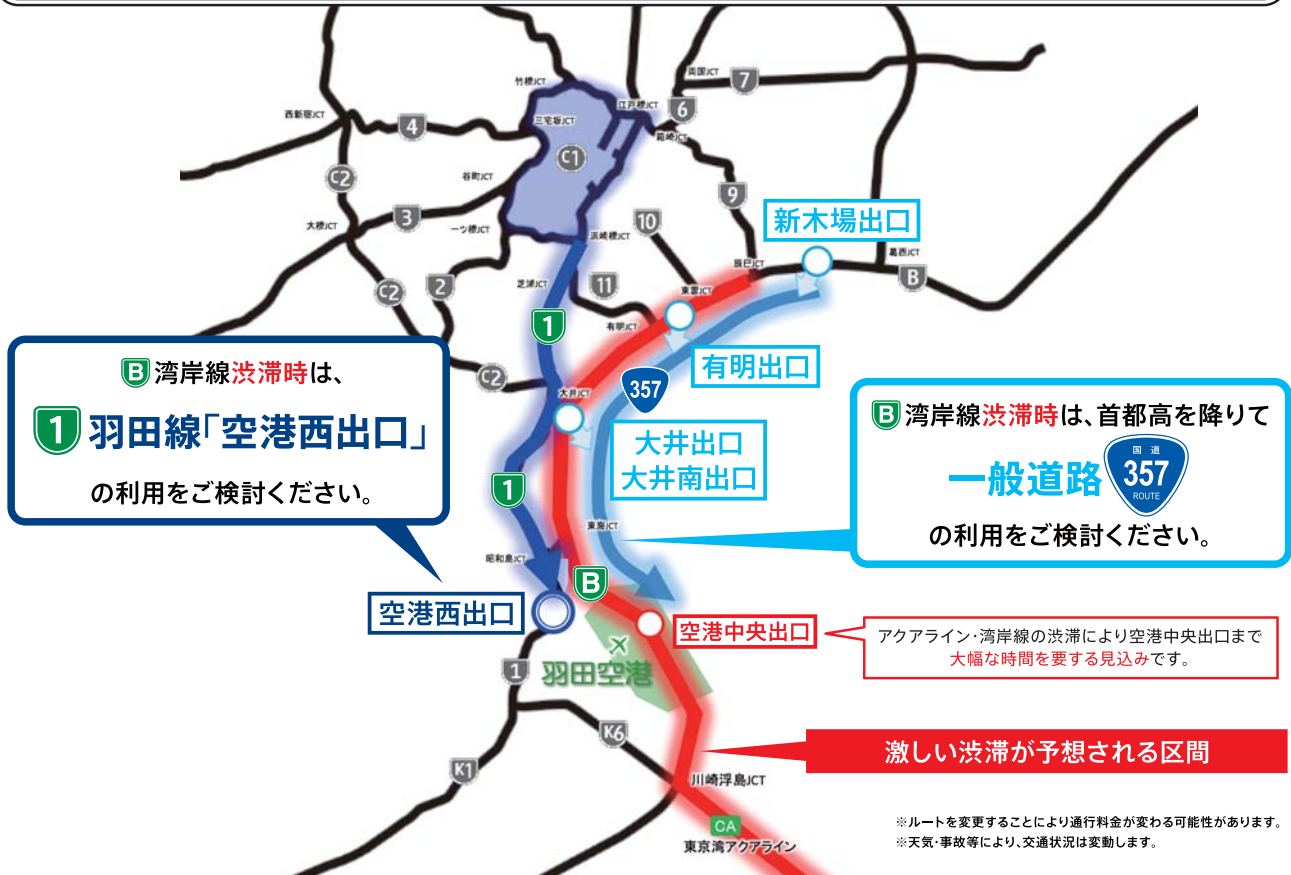 両国JCT
7
竹橋JCT
江戸橋JCT
6
西新宿JCT
4
三宅坂JCT
箱崎JCT
C1
C2
谷町JCT
9
3
10
新木場出口
大橋JCT
一ツ橋JCT
浜崎橋JCT
葛西JCT
辰巳JCT
B
C2
2
芝浦JCT
11
東雲JCT
1
有明JCT
B 湾岸線渋滞時は、
1 羽田線「空港西出口」
の利用をご検討ください。
有明出口
C2
大井JCT
357
大井出口
大井南出口
B 湾岸線渋滞時は、首都高を降りて
一般道路 国道 357 ROUTE
の利用をご検討ください。
1
東海JCT
昭和島JCT
B
空港西出口
空港中央出口
アクアライン・湾岸線の渋滞により空港中央出口まで
大幅な時間を要する見込みです。
羽田空港
1
K6
激しい渋滞が予想される区間
K1
川崎浮島JCT
CA
東京湾アクアライン
※ルートを変更することにより通行料金が変わる可能性があります。
※天気・事故等により、交通状況は変動します。